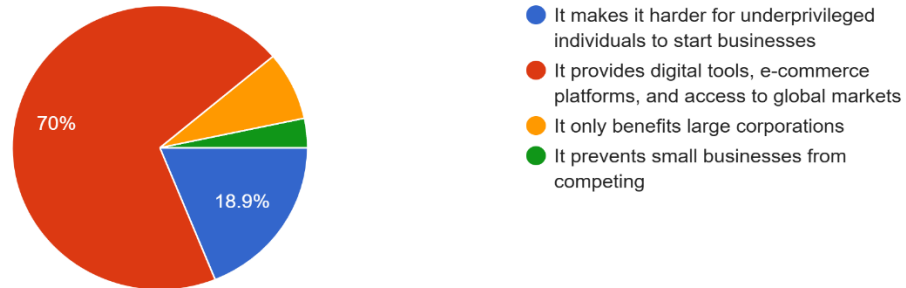 It makes it harder for underprivileged
individuals to start businesses
It provides digital tools, e-commerce
platforms, and access to global markets
It only benefits large corporations
It prevents small businesses from
competing
70%
18.9%